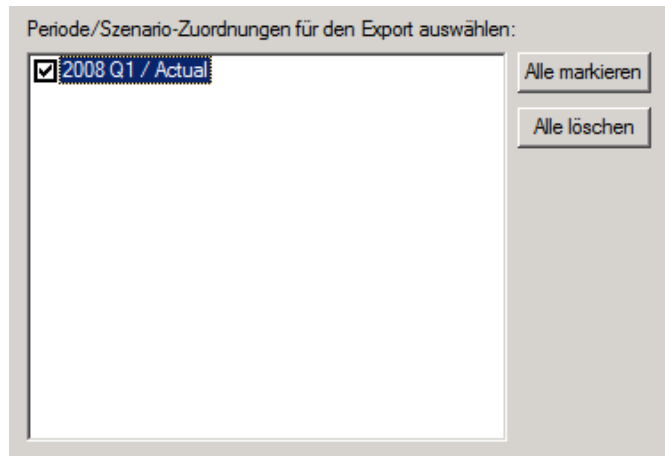 Periode/Szenario-Zuordnungen für den Export auswählen:
2008 Q1 / Actual
Alle markieren
Alle löschen